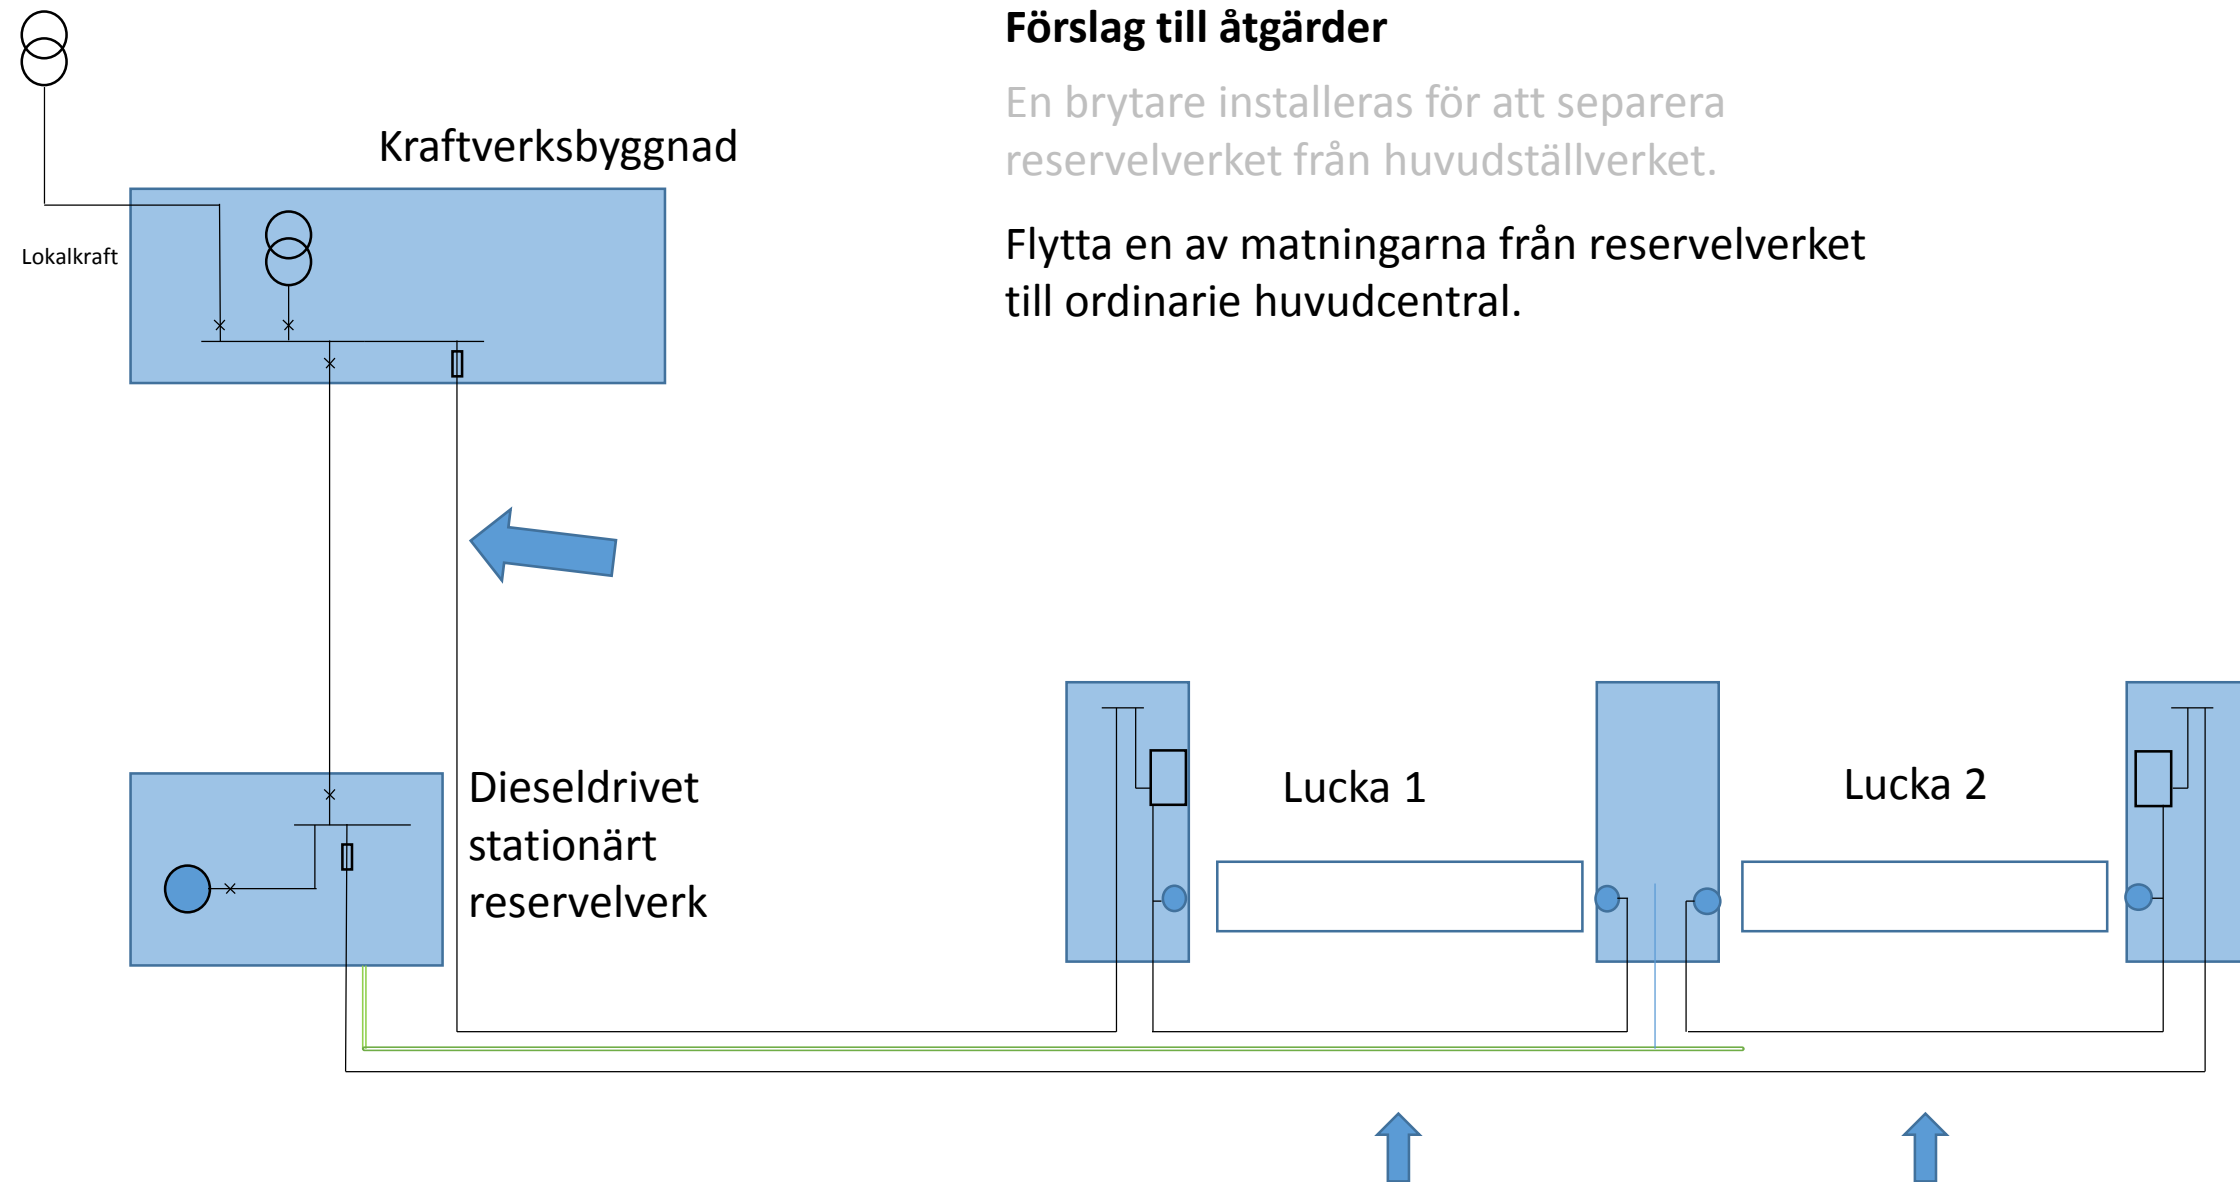 Förslag till åtgärder
En brytare installeras för att separera
reservelverket från huvudställverket.
Flytta en av matningarna från reservelverket
till ordinarie huvudcentral.
Kraftverksbyggnad
Lokalkraft
Dieseldrivet
stationärt
reservelverk
Lucka 1
Lucka 2